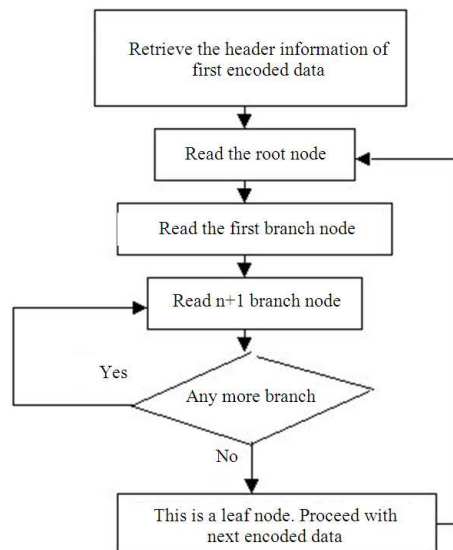 Retrieve the header information of
first encoded data
Read the root node
Read the first branch node
Read n+1 branch node
Yes
Any more branch
No
This is a leaf node. Proceed with
next encoded data